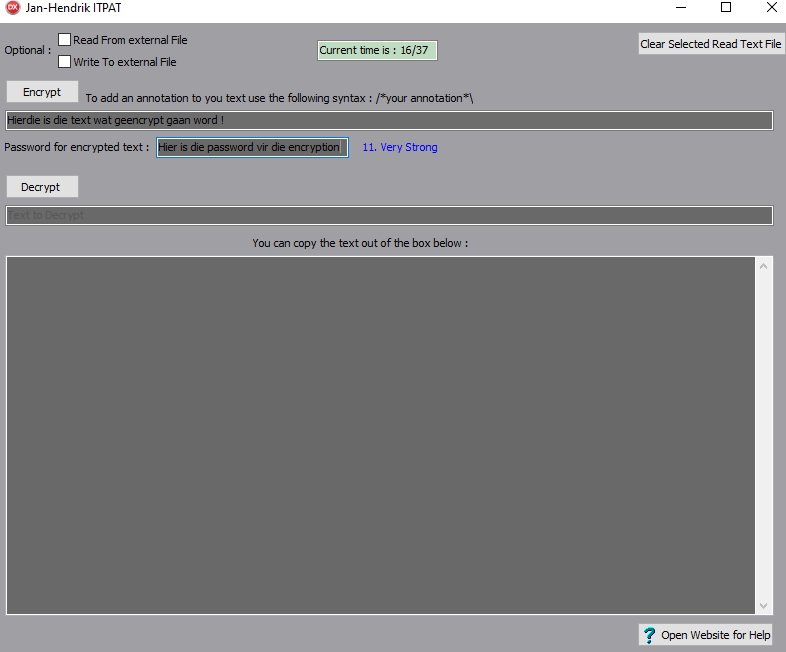 DX Jan-Hendrik ITPAT
Optional :
Read From external File
Write To external File
Current time is : 16/37
Clear Selected Read Text File
Encrypt
To add an annotation to you text use the following syntax : /*your annotation*\
Hierdie is die text wat geencrypt gaan word !
Password for encrypted text : Hier is die password vir die encryption 11. Very Strong
Decrypt
Text to Decrypt
You can copy the text out of the box below :
? Open Website for Help